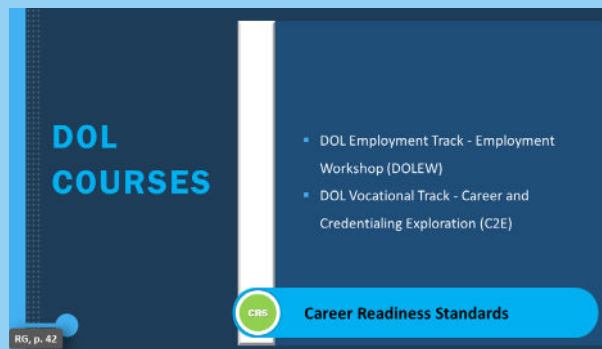 DOL
COURSES
▪ DOL Employment Track - Employment
Workshop (DOLEW)
▪ DOL Vocational Track - Career and
Credentialing Exploration (C2E)
CRS
Career Readiness Standards
RG, p. 42